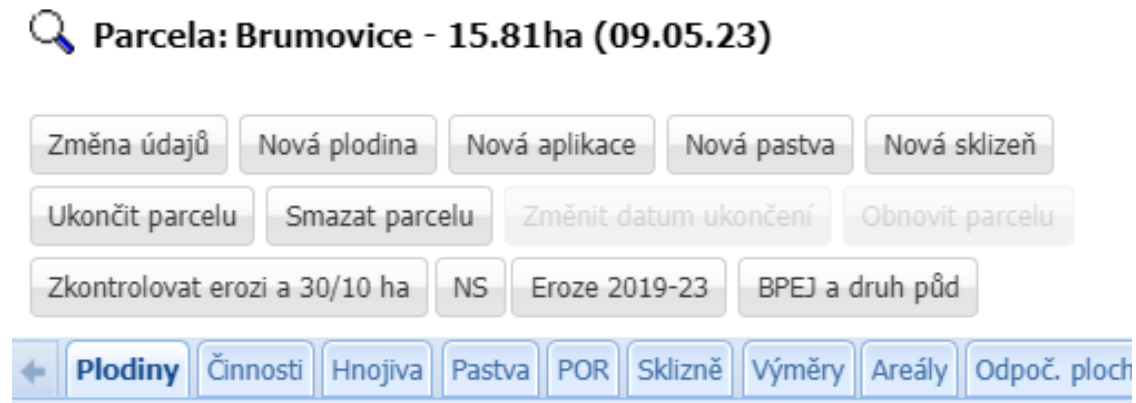 Parcela: Brumovice - 15.81ha (09.05.23)
Změna údajů Nová plodina Nová aplikace Nová pastva Nová sklizeň
Ukončit parcelu Smazat parcelu Změnit datum ukončení Obnovit parcelu
Zkontrolovat erozi a 30/10 ha NS Eroze 2019-23 BPEJ a druh půd
Plodiny Činnosti Hnojiva Pastva POR Sklizně Výměry Areály Odpoč. ploch